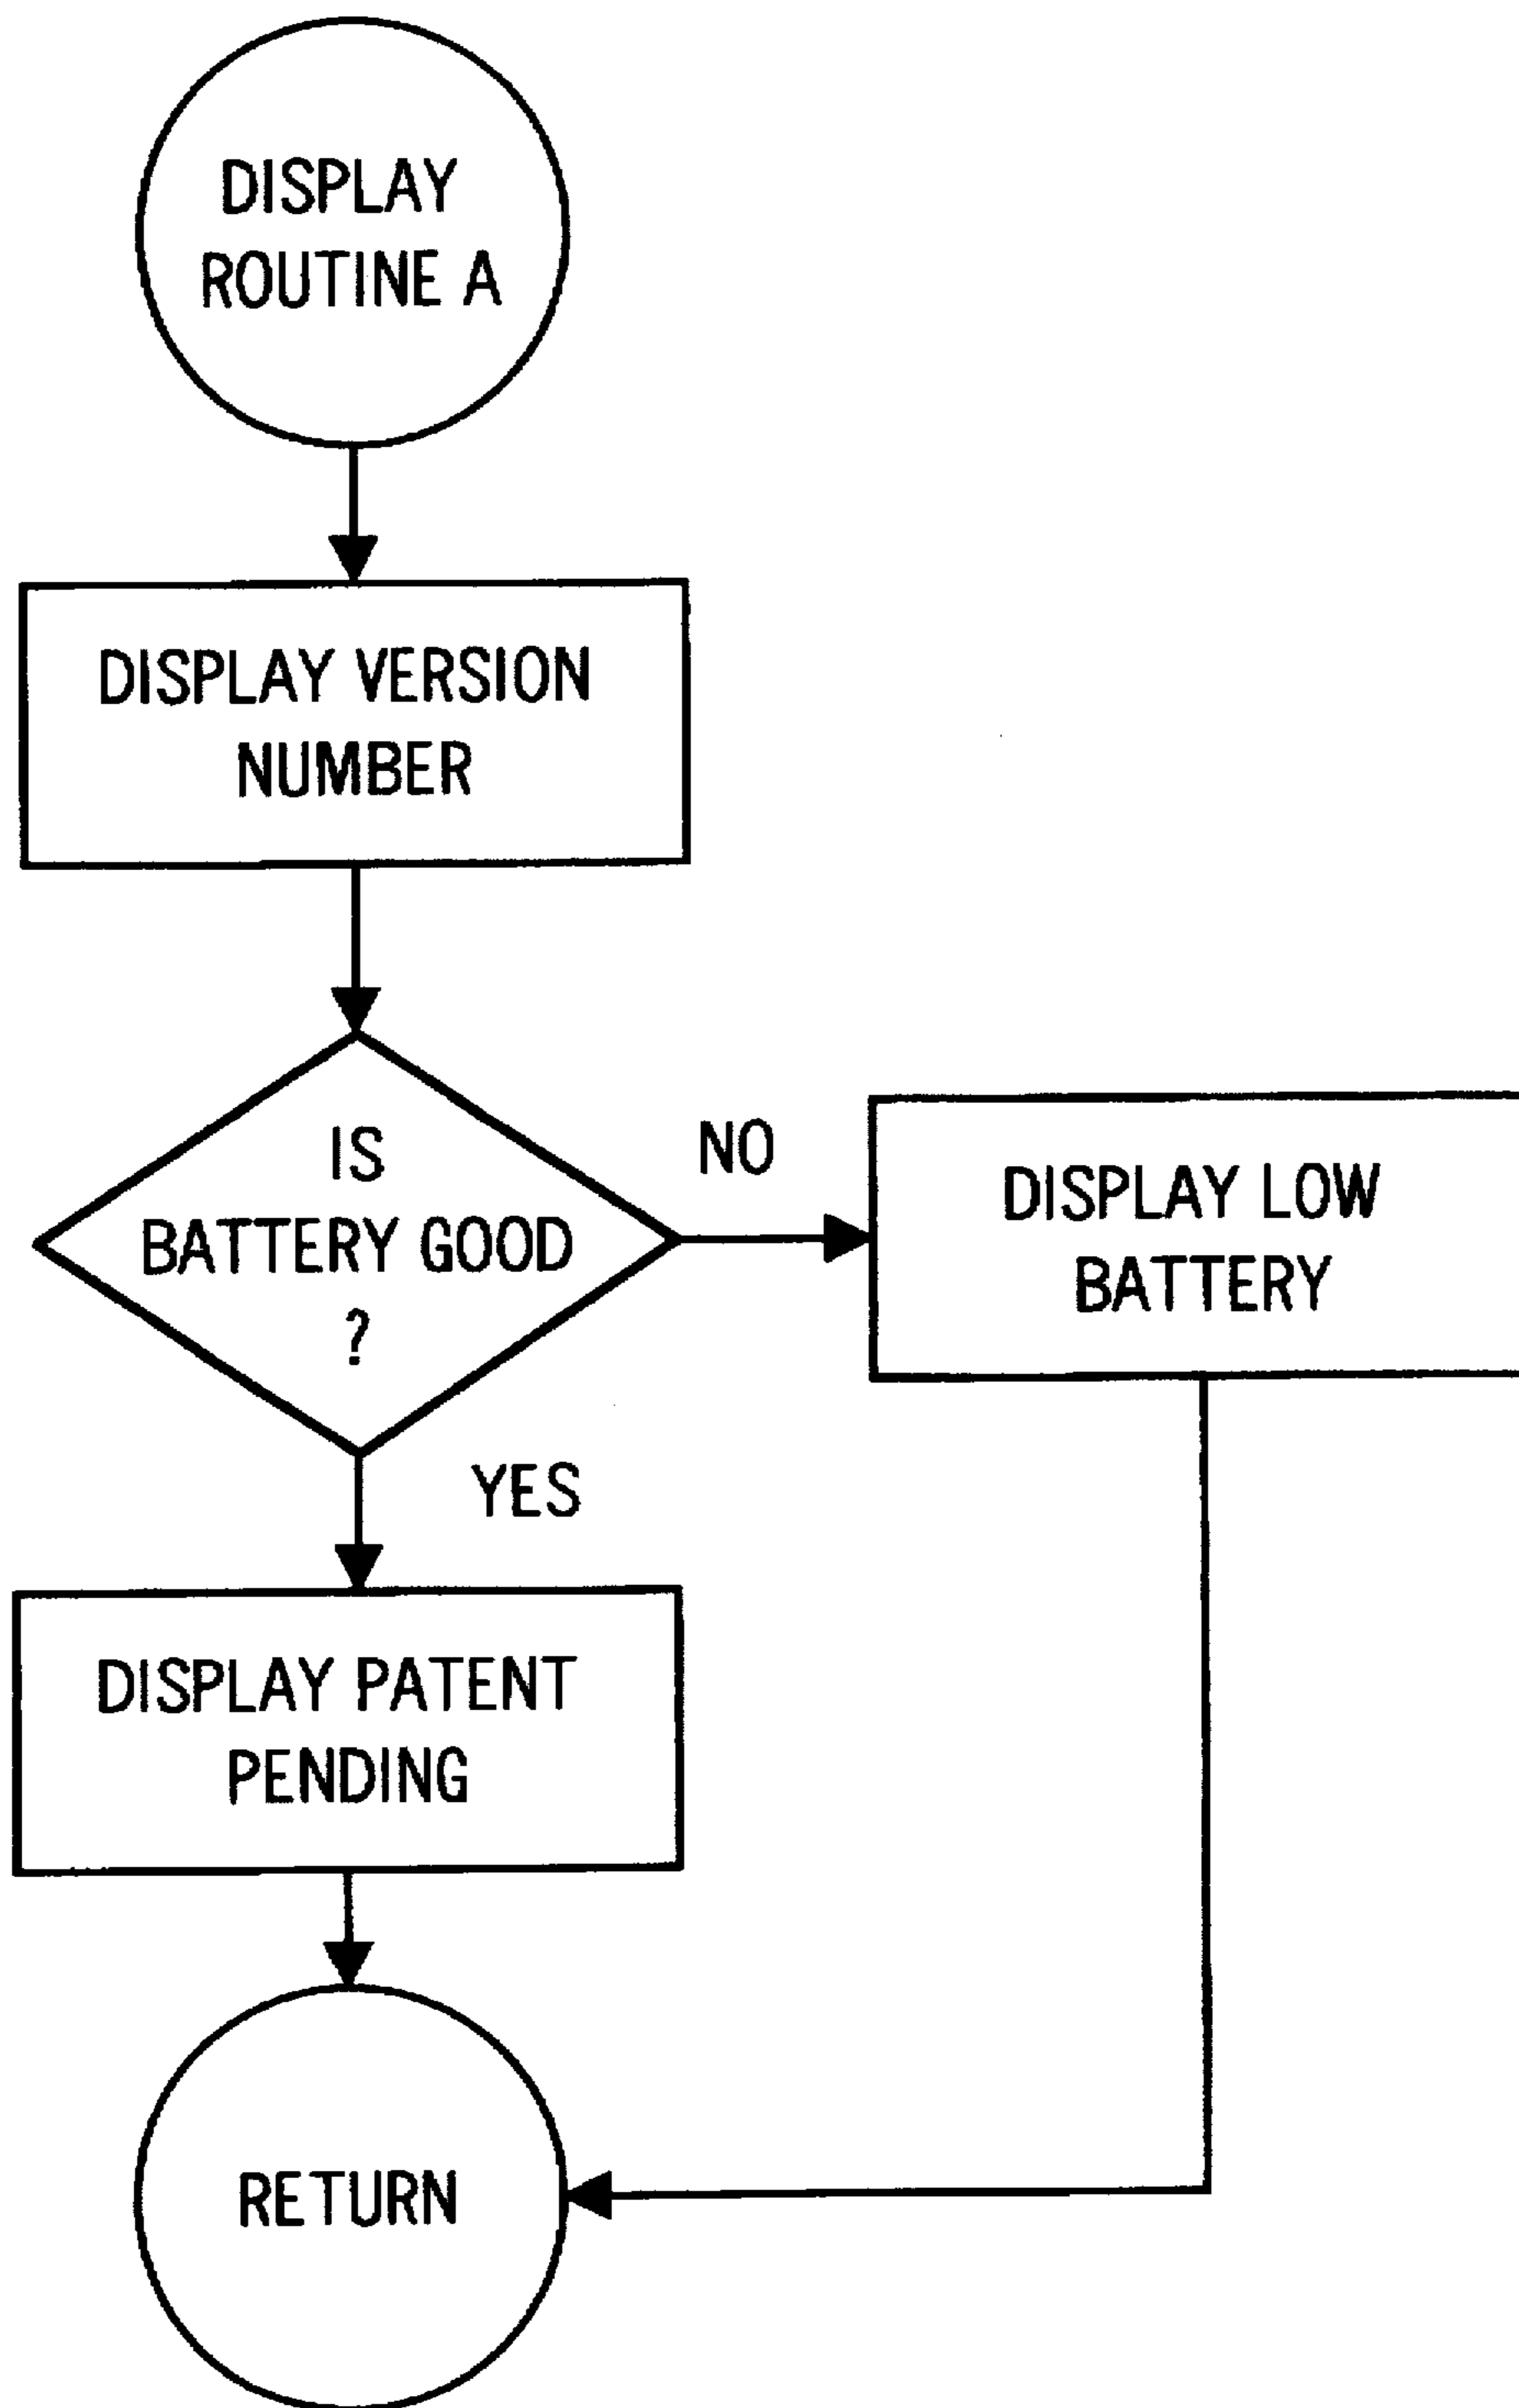 DISPLAY
ROUTINE A
DISPLAY VERSION
NUMBER
IS
BATTERY GOOD
?
NO
DISPLAY LOW
BATTERY
YES
DISPLAY PATENT
PENDING
RETURN